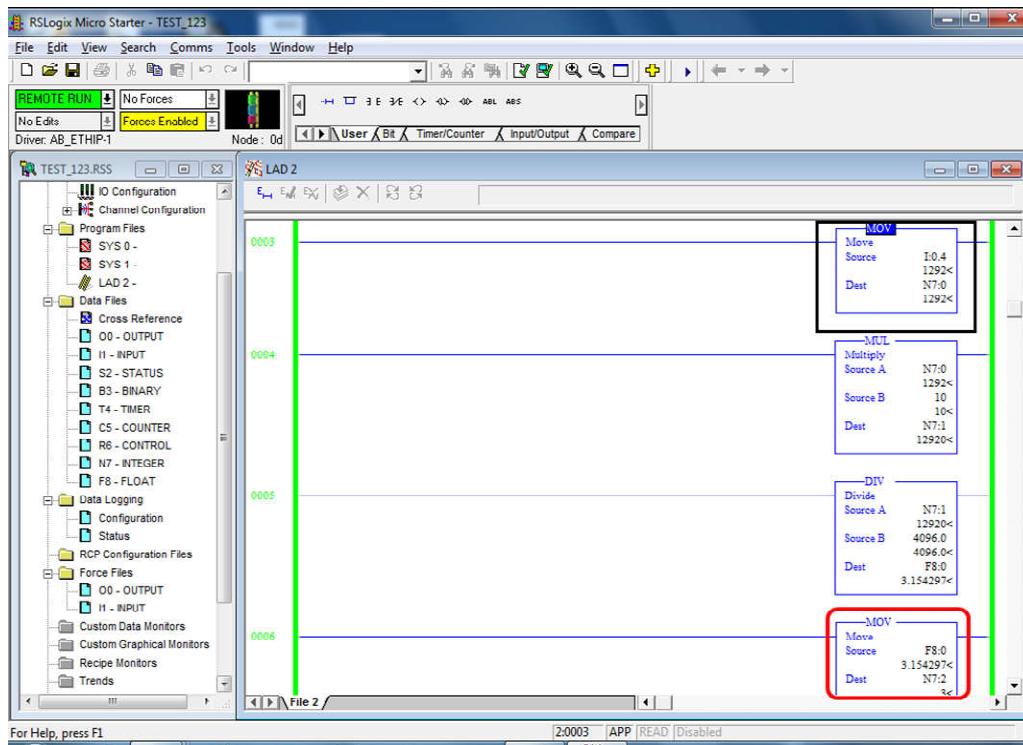 RSLogix Micro Starter - TEST_123
File Edit View Search Comms Tools Window Help
REMOTE RUN No Forces
No Edits Forces Enabled
Driver: AB_ETHIP-1 Node : 0d
ABL ABS
User Bit Timer/Counter Input/Output Compare
TEST_123.RSS
IO Configuration
Channel Configuration
Program Files
SYS 0 -
SYS 1 -
LAD 2 -
Data Files
Cross Reference
O0 - OUTPUT
I1 - INPUT
S2 - STATUS
B3 - BINARY
T4 - TIMER
C5 - COUNTER
R6 - CONTROL
N7 - INTEGER
F8 - FLOAT
Data Logging
Configuration
Status
RCP Configuration Files
Force Files
O0 - OUTPUT
I1 - INPUT
Custom Data Monitors
Custom Graphical Monitors
Recipe Monitors
Trends
LAD 2
0003
MOV
Move
Source I:0.4
1292<
Dest N7:0
1292<
0004
MUL
Multiply
Source A N7:0
1292<
Source B 10
10<
Dest N7:1
12920<
0005
DIV
Divide
Source A N7:1
12920<
Source B 4096.0
4096.0<
Dest F8:0
3.154297<
0006
MOV
Move
Source F8:0
3.154297<
Dest N7:2
3<
File 2
For Help, press F1
2:0003 APP READ Disabled